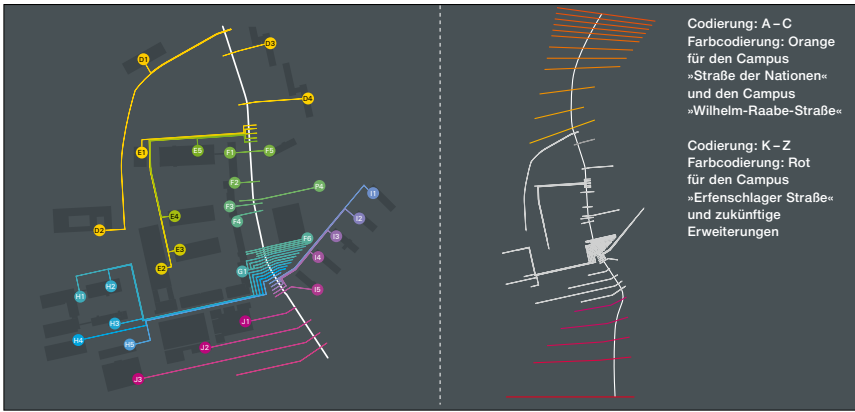 D1
D3
D4
E1
E5
F1
F5
F2
P4
F3
F4
I1
I2
I3
I4
I5
E4
E3
E2
D2
F6
G1
H1
H2
H3
H4
H5
J1
J2
J3
Codierung: A – C
Farbcodierung: Orange
für den Campus
»Straße der Nationen«
und den Campus
»Wilhelm-Raabe-Straße«
Codierung: K – Z
Farbcodierung: Rot
für den Campus
»Erfenschlager Straße«
und zukünftige
Erweiterungen